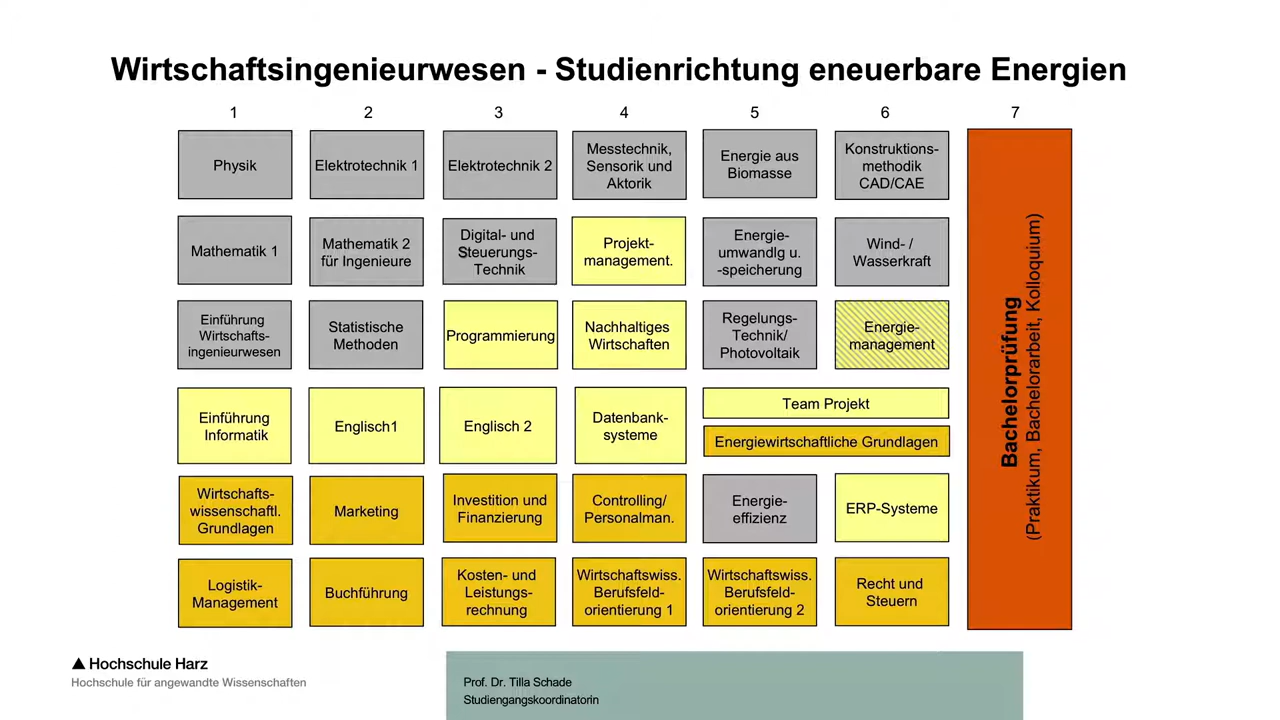 Wirtschaftsingenieurwesen - Studienrichtung eneuerbare Energien
1 2 3 4 5 6 7
Physik
Elektrotechnik 1
Elektrotechnik 2
Messtechnik,
Sensorik und
Aktorik
Energie aus
Biomasse
Konstruktions-
methodik
CAD/CAE
Mathematik 1
Mathematik 2
für Ingenieure
Digital- und
Steuerungs-
Technik
Projekt-
management.
Energie-
umwandlg u.
-speicherung
Wind- /
Wasserkraft
Einführung
Wirtschafts-
ingenieurwesen
Statistische
Methoden
Programmierung
Nachhaltiges
Wirtschaften
Regelungs-
Technik/
Photovoltaik
Energie-
management
Einführung
Informatik
Englisch1
Englisch 2
Datenbank-
systeme
Team Projekt
Energiewirtschaftliche Grundlagen
Wirtschafts-
wissenschaftl.
Grundlagen
Marketing
Investition und
Finanzierung
Controlling/
Personalman.
Energie-
effizienz
ERP-Systeme
Logistik-
Management
Buchführung
Kosten- und
Leistungs-
rechnung
Wirtschaftswiss.
Berufsfeld-
orientierung 1
Wirtschaftswiss.
Berufsfeld-
orientierung 2
Recht und
Steuern
Bachelorprüfung
(Praktikum, Bachelorarbeit, Kolloquium)
Hochschule Harz
Hochschule für angewandte Wissenschaften
Prof. Dr. Tilla Schade
Studiengangskoordinatorin